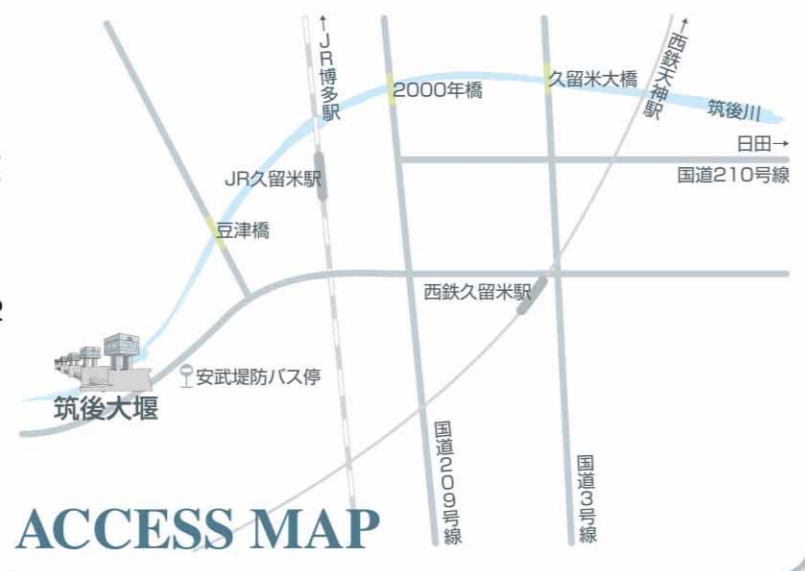 ↑JR博多駅
↑西鉄天神駅
2000年橋
久留米大橋
筑後川
日田→
国道210号線
JR久留米駅
豆津橋
西鉄久留米駅
安武堤防バス停
筑後大堰
国道209号線
国道3号線
ACCESS MAP